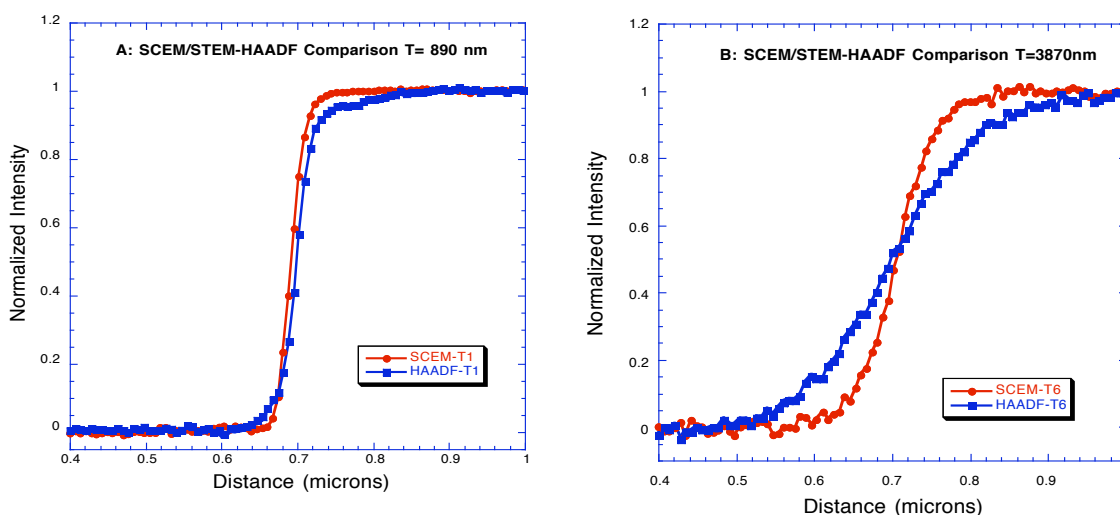 A: SCEM/STEM-HAADF Comparison T= 890 nm
Normalized Intensity
1.2
1
0.8
0.6
0.4
0.2
0
SCEM-T1
HAADF-T1
0.4 0.5 0.6 0.7 0.8 0.9 1
Distance (microns)
B: SCEM/STEM-HAADF Comparison T=3870nm
Normalized Intensity
1.2
1
0.8
0.6
0.4
0.2
0
SCEM-T6
HAADF-T6
0.4 0.5 0.6 0.7 0.8 0.9
Distance (microns)